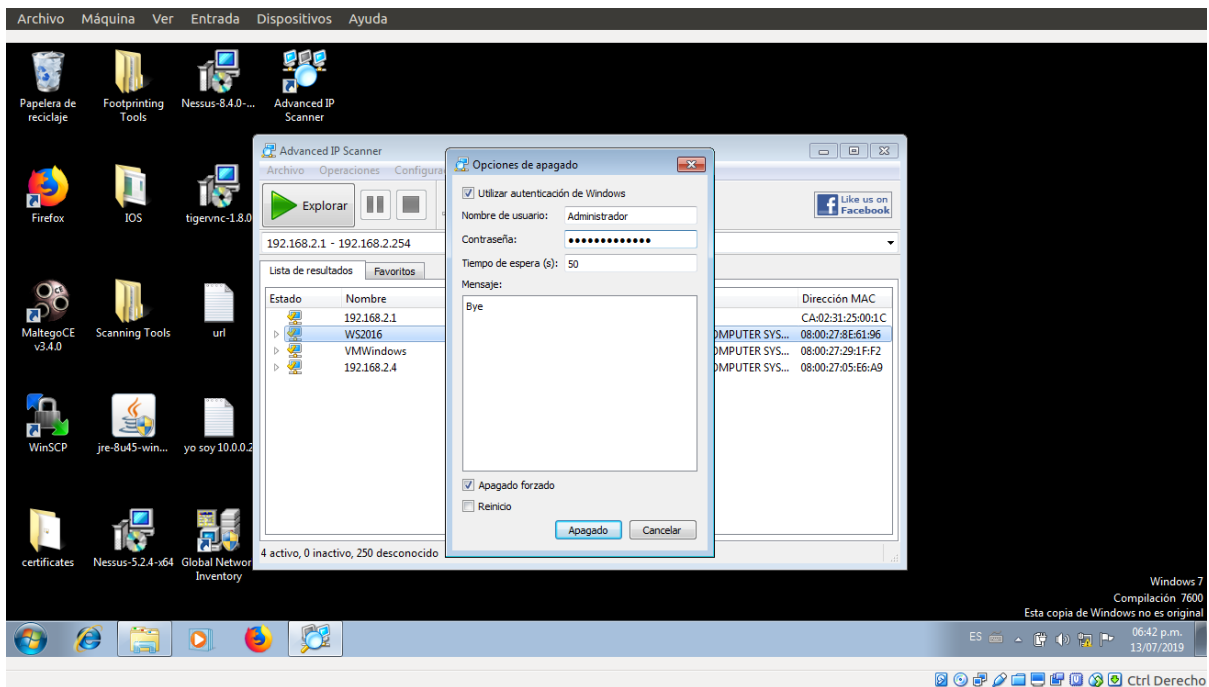 Archivo Máquina Ver Entrada Dispositivos Ayuda
Papelera de reciclaje
Footprinting Tools
Nessus-8.4.0-...
Advanced IP Scanner
Firefox
IOS
tigervnc-1.8.0
MaltegoCE v3.4.0
Scanning Tools
url
WinSCP
jre-8u45-win...
yo soy 10.0.0.2
certificates
Nessus-5.2.4-x64
Global Networ
Inventory
Advanced IP Scanner
Archivo Operaciones Configura
Explorar
Like us on Facebook
192.168.2.1 - 192.168.2.254
Lista de resultados Favoritos
Estado Nombre Dirección MAC
192.168.2.1 CA:02:31:25:00:1C
WS2016 OMPUTER SYS... 08:00:27:8E:61:96
VMWindows OMPUTER SYS... 08:00:27:29:1F:F2
192.168.2.4 OMPUTER SYS... 08:00:27:05:E6:A9
4 activo, 0 inactivo, 250 desconocido
Opciones de apagado
Utilizar autenticación de Windows
Nombre de usuario: Administrador
Contraseña: •••••••••••••
Tiempo de espera (s): 50
Mensaje:
Bye
Apagado forzado
Reinicio
Apagado Cancelar
Windows 7
Compilación 7600
Esta copia de Windows no es original
ES 06:42 p.m.
13/07/2019
Ctrl Derecho